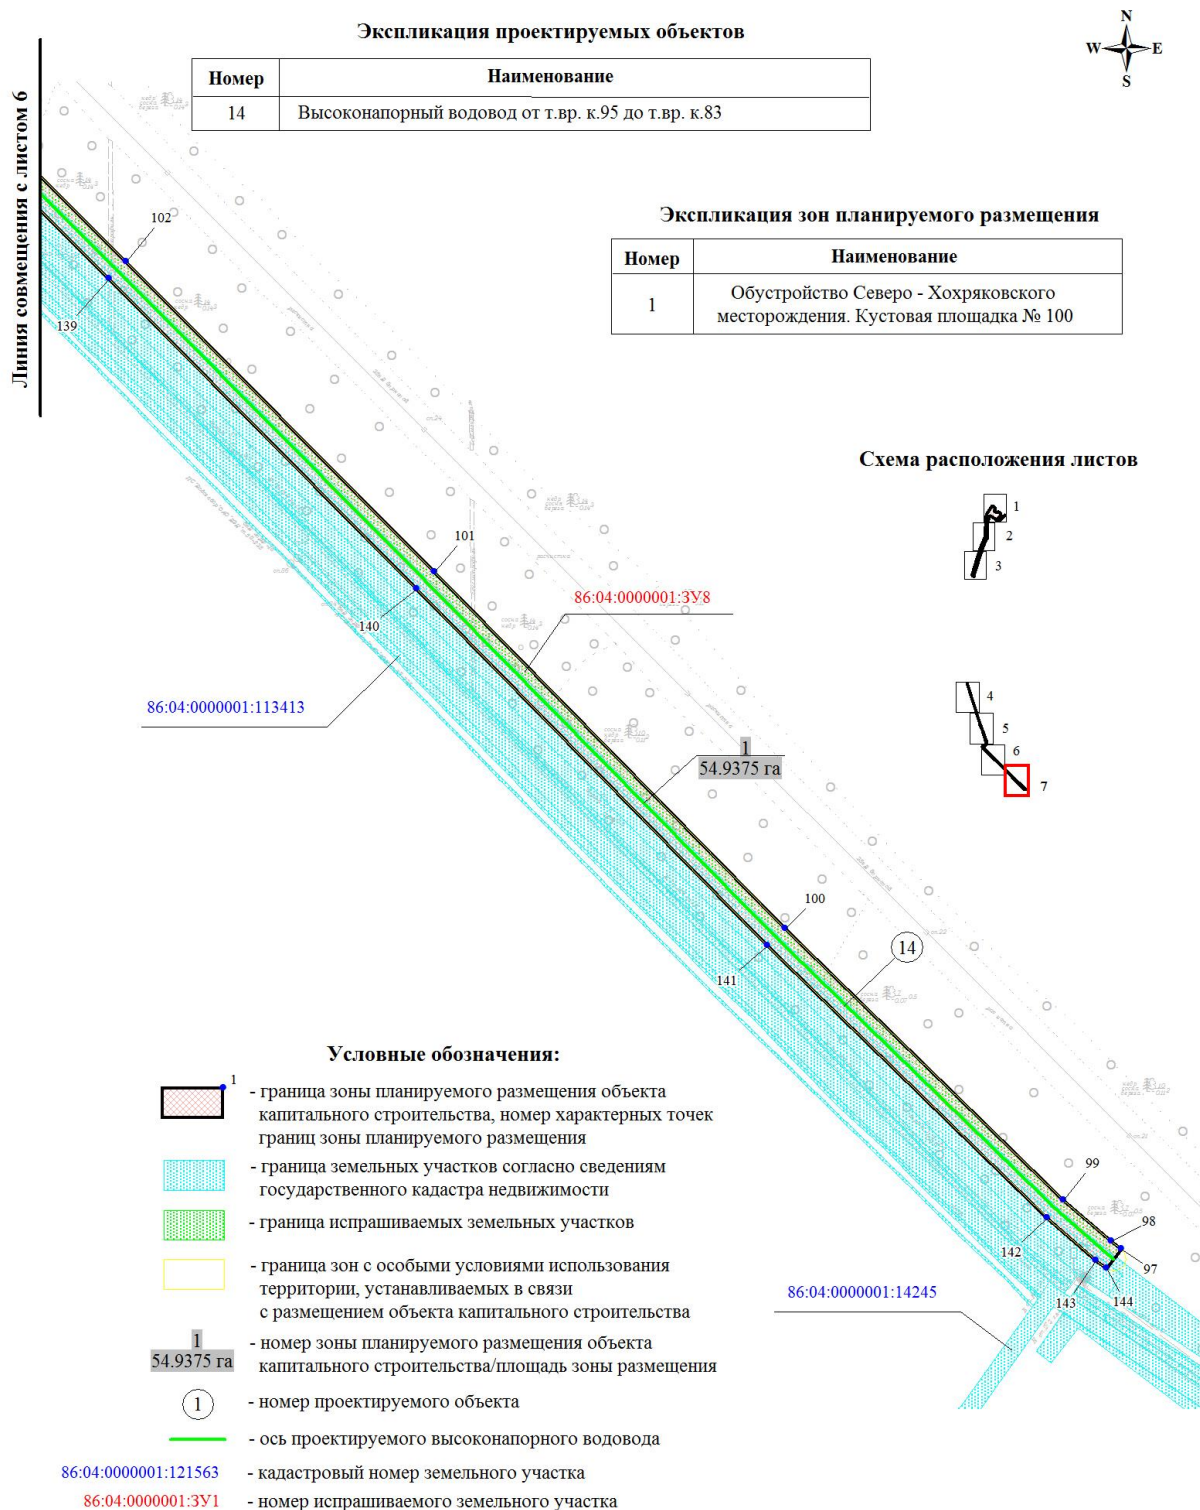 Экспликация проектируемых объектов
Номер Наименование
14 Высоконапорный водовод от т.вр. к.95 до т.вр. к.83
N
W E
S
Линия совмещения с листом 6
Экспликация зон планируемого размещения
Номер Наименование
1 Обустройство Северо - Хохряковского
месторождения. Кустовая площадка № 100
102
139
Схема расположения листов
1
2
3
4
5
6
7
101
140
86:04:0000001:ЗУ8
86:04:0000001:113413
1
54.9375 га
100
141
14
99
98
97
142
143
144
86:04:0000001:14245
Условные обозначения:
1
- граница зоны планируемого размещения объекта
капитального строительства, номер характерных точек
границ зоны планируемого размещения
- граница земельных участков согласно сведениям
государственного кадастра недвижимости
- граница испрашиваемых земельных участков
- граница зон с особыми условиями использования
территории, устанавливаемых в связи
с размещением объекта капитального строительства
1
54.9375 га
- номер зоны планируемого размещения объекта
капитального строительства/площадь зоны размещения
1 - номер проектируемого объекта
- ось проектируемого высоконапорного водовода
86:04:0000001:121563 - кадастровый номер земельного участка
86:04:0000001:ЗУ1 - номер испрашиваемого земельного участка